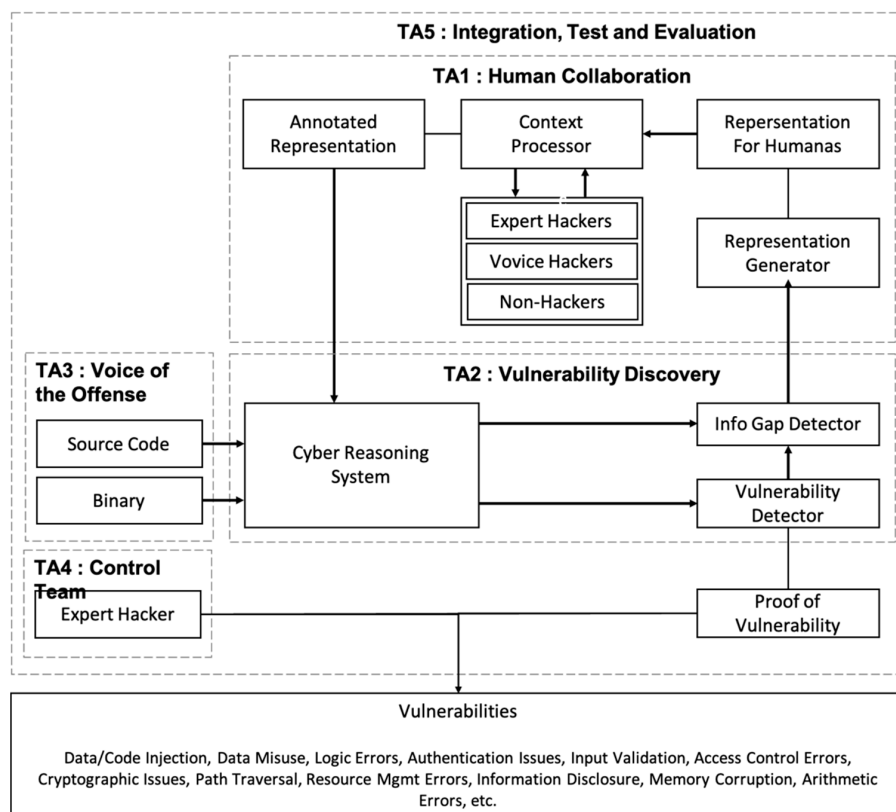 TA5 : Integration, Test and Evaluation
TA1 : Human Collaboration
Annotated
Representation
Context
Processor
Repersentation
For Humanas
Expert Hackers
Vovice Hackers
Non-Hackers
Representation
Generator
TA3 : Voice of
the Offense
Source Code
Binary
TA2 : Vulnerability Discovery
Cyber Reasoning
System
Info Gap Detector
Vulnerability
Detector
TA4 : Control
Team
Expert Hacker
Proof of
Vulnerability
Vulnerabilities
Data/Code Injection, Data Misuse, Logic Errors, Authentication Issues, Input Validation, Access Control Errors,
Cryptographic Issues, Path Traversal, Resource Mgmt Errors, Information Disclosure, Memory Corruption, Arithmetic
Errors, etc.